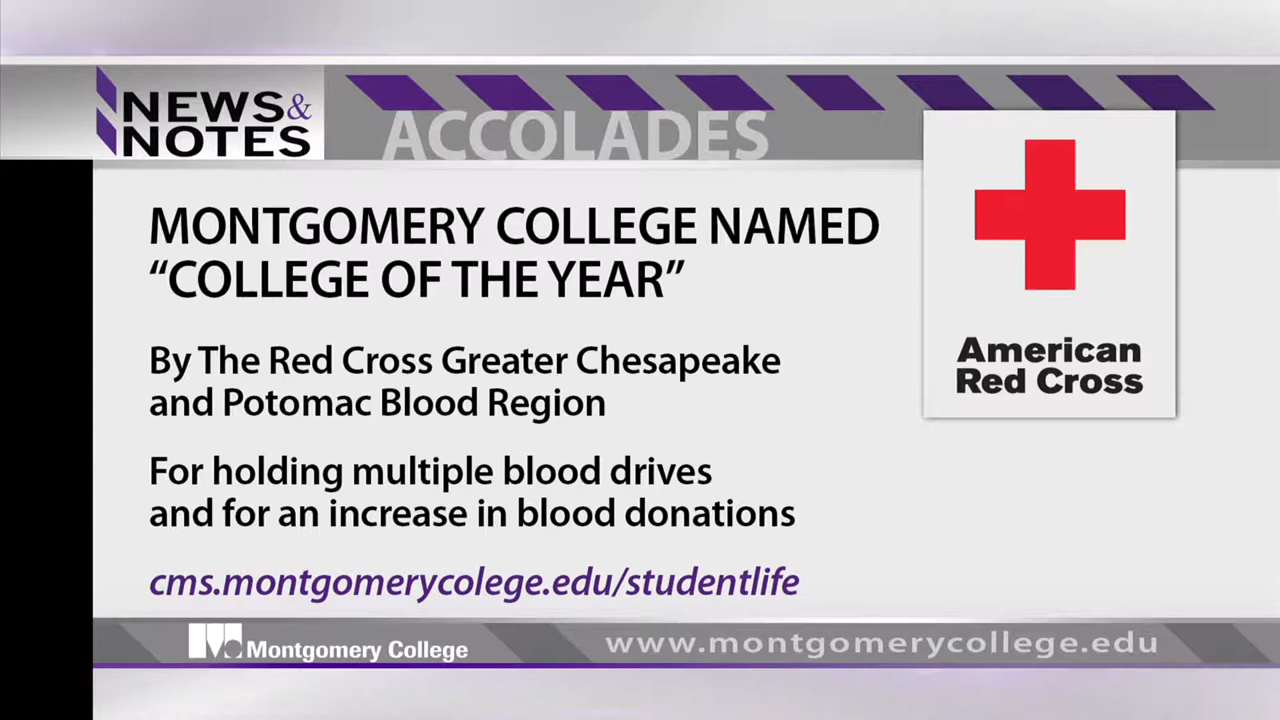 NEWS&
NOTES
ACCOLADES
MONTGOMERY COLLEGE NAMED
“COLLEGE OF THE YEAR”
By The Red Cross Greater Chesapeake
and Potomac Blood Region
For holding multiple blood drives
and for an increase in blood donations
cms.montgomerycolege.edu/studentlife
American
Red Cross
Montgomery College
www.montgomerycollege.edu